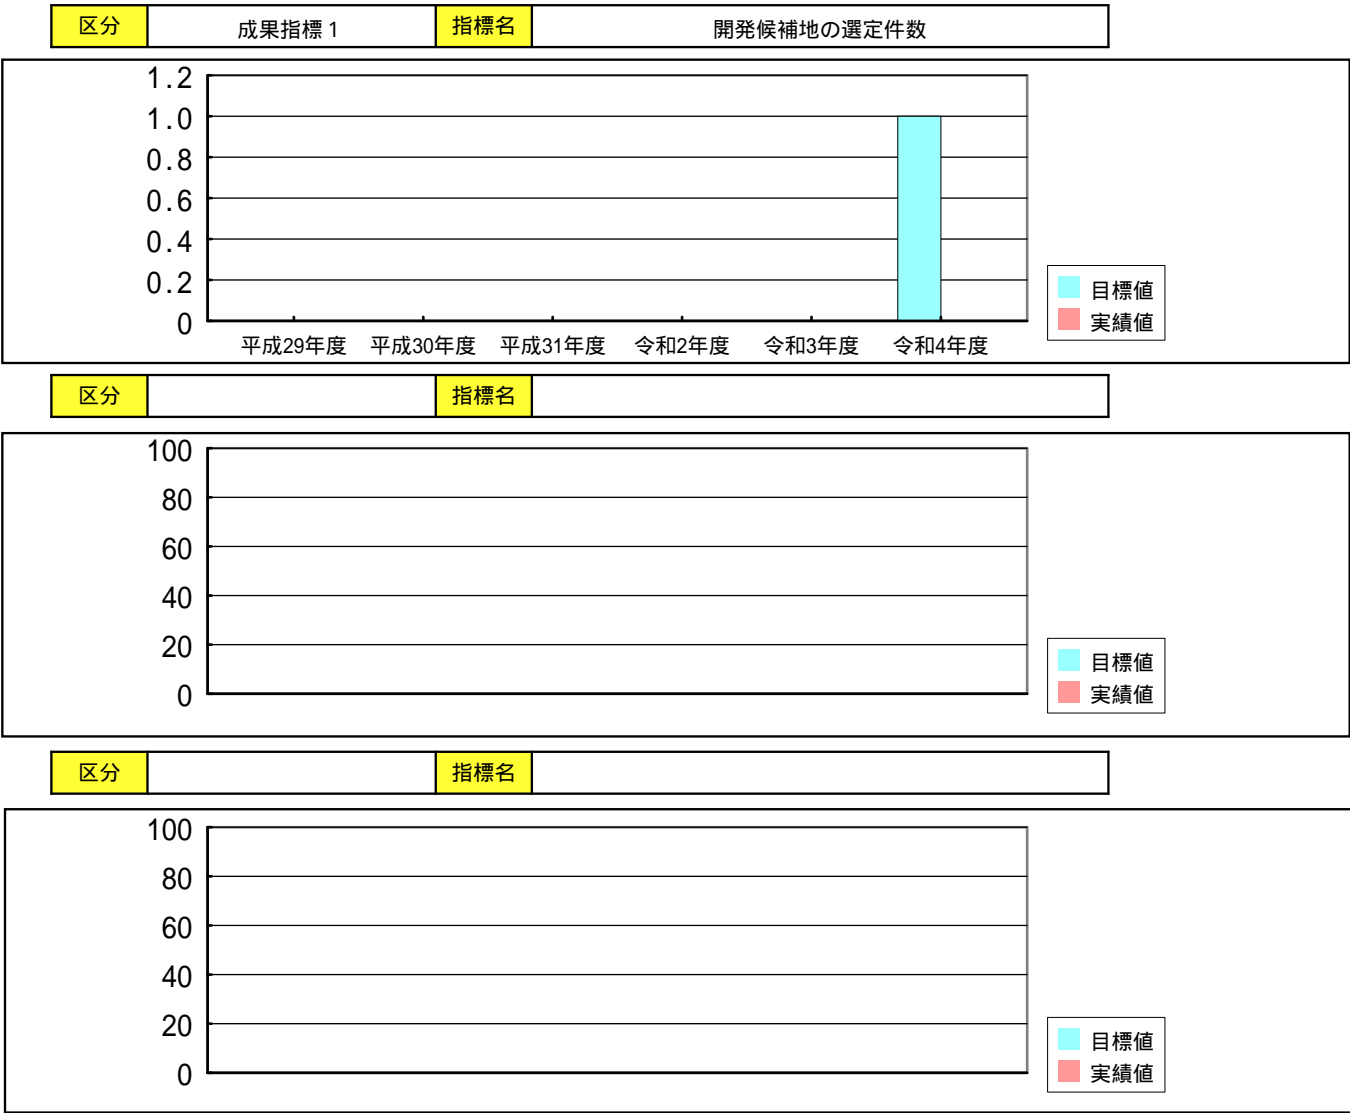 区分 成果指標1 指標名 開発候補地の選定件数
1.2
1.0
0.8
0.6
0.4
0.2
0
平成29年度 平成30年度 平成31年度 令和2年度 令和3年度 令和4年度
目標値
実績値
区分 指標名
100
80
60
40
20
0
目標値
実績値
区分 指標名
100
80
60
40
20
0
目標値
実績値